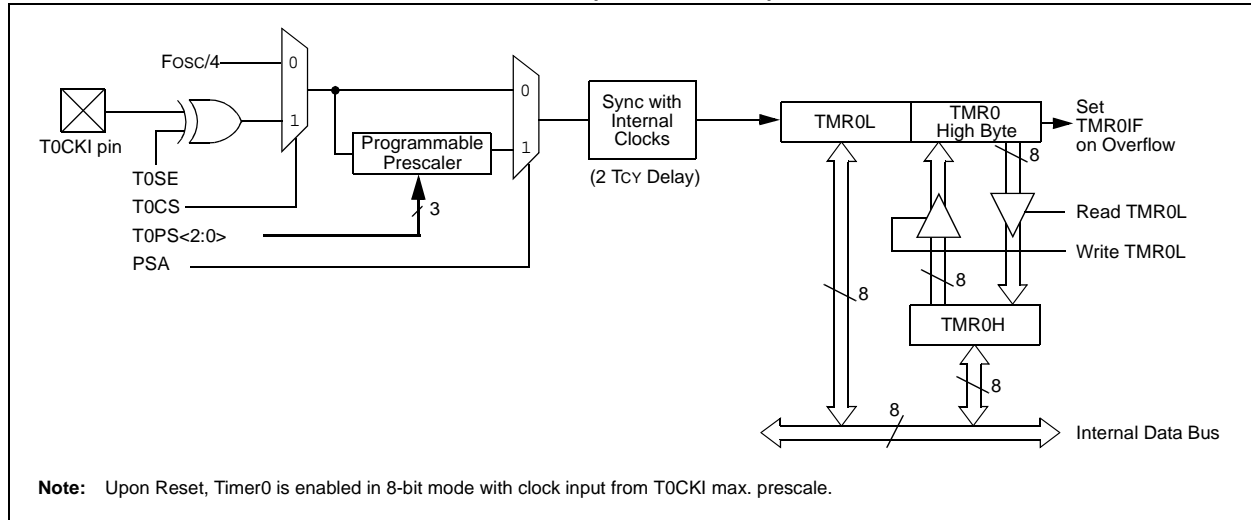 FOSC/4
0
1
T0CKI pin
T0SE
T0CS
T0PS<2:0>
PSA
Programmable
Prescaler
3
0
1
Sync with
Internal
Clocks
(2 TCY Delay)
TMR0L
TMR0
High Byte
Set
TMR0IF
on Overflow
8
Read TMR0L
Write TMR0L
8
8
TMR0H
8
8
Internal Data Bus
Note: Upon Reset, Timer0 is enabled in 8-bit mode with clock input from T0CKI max. prescale.